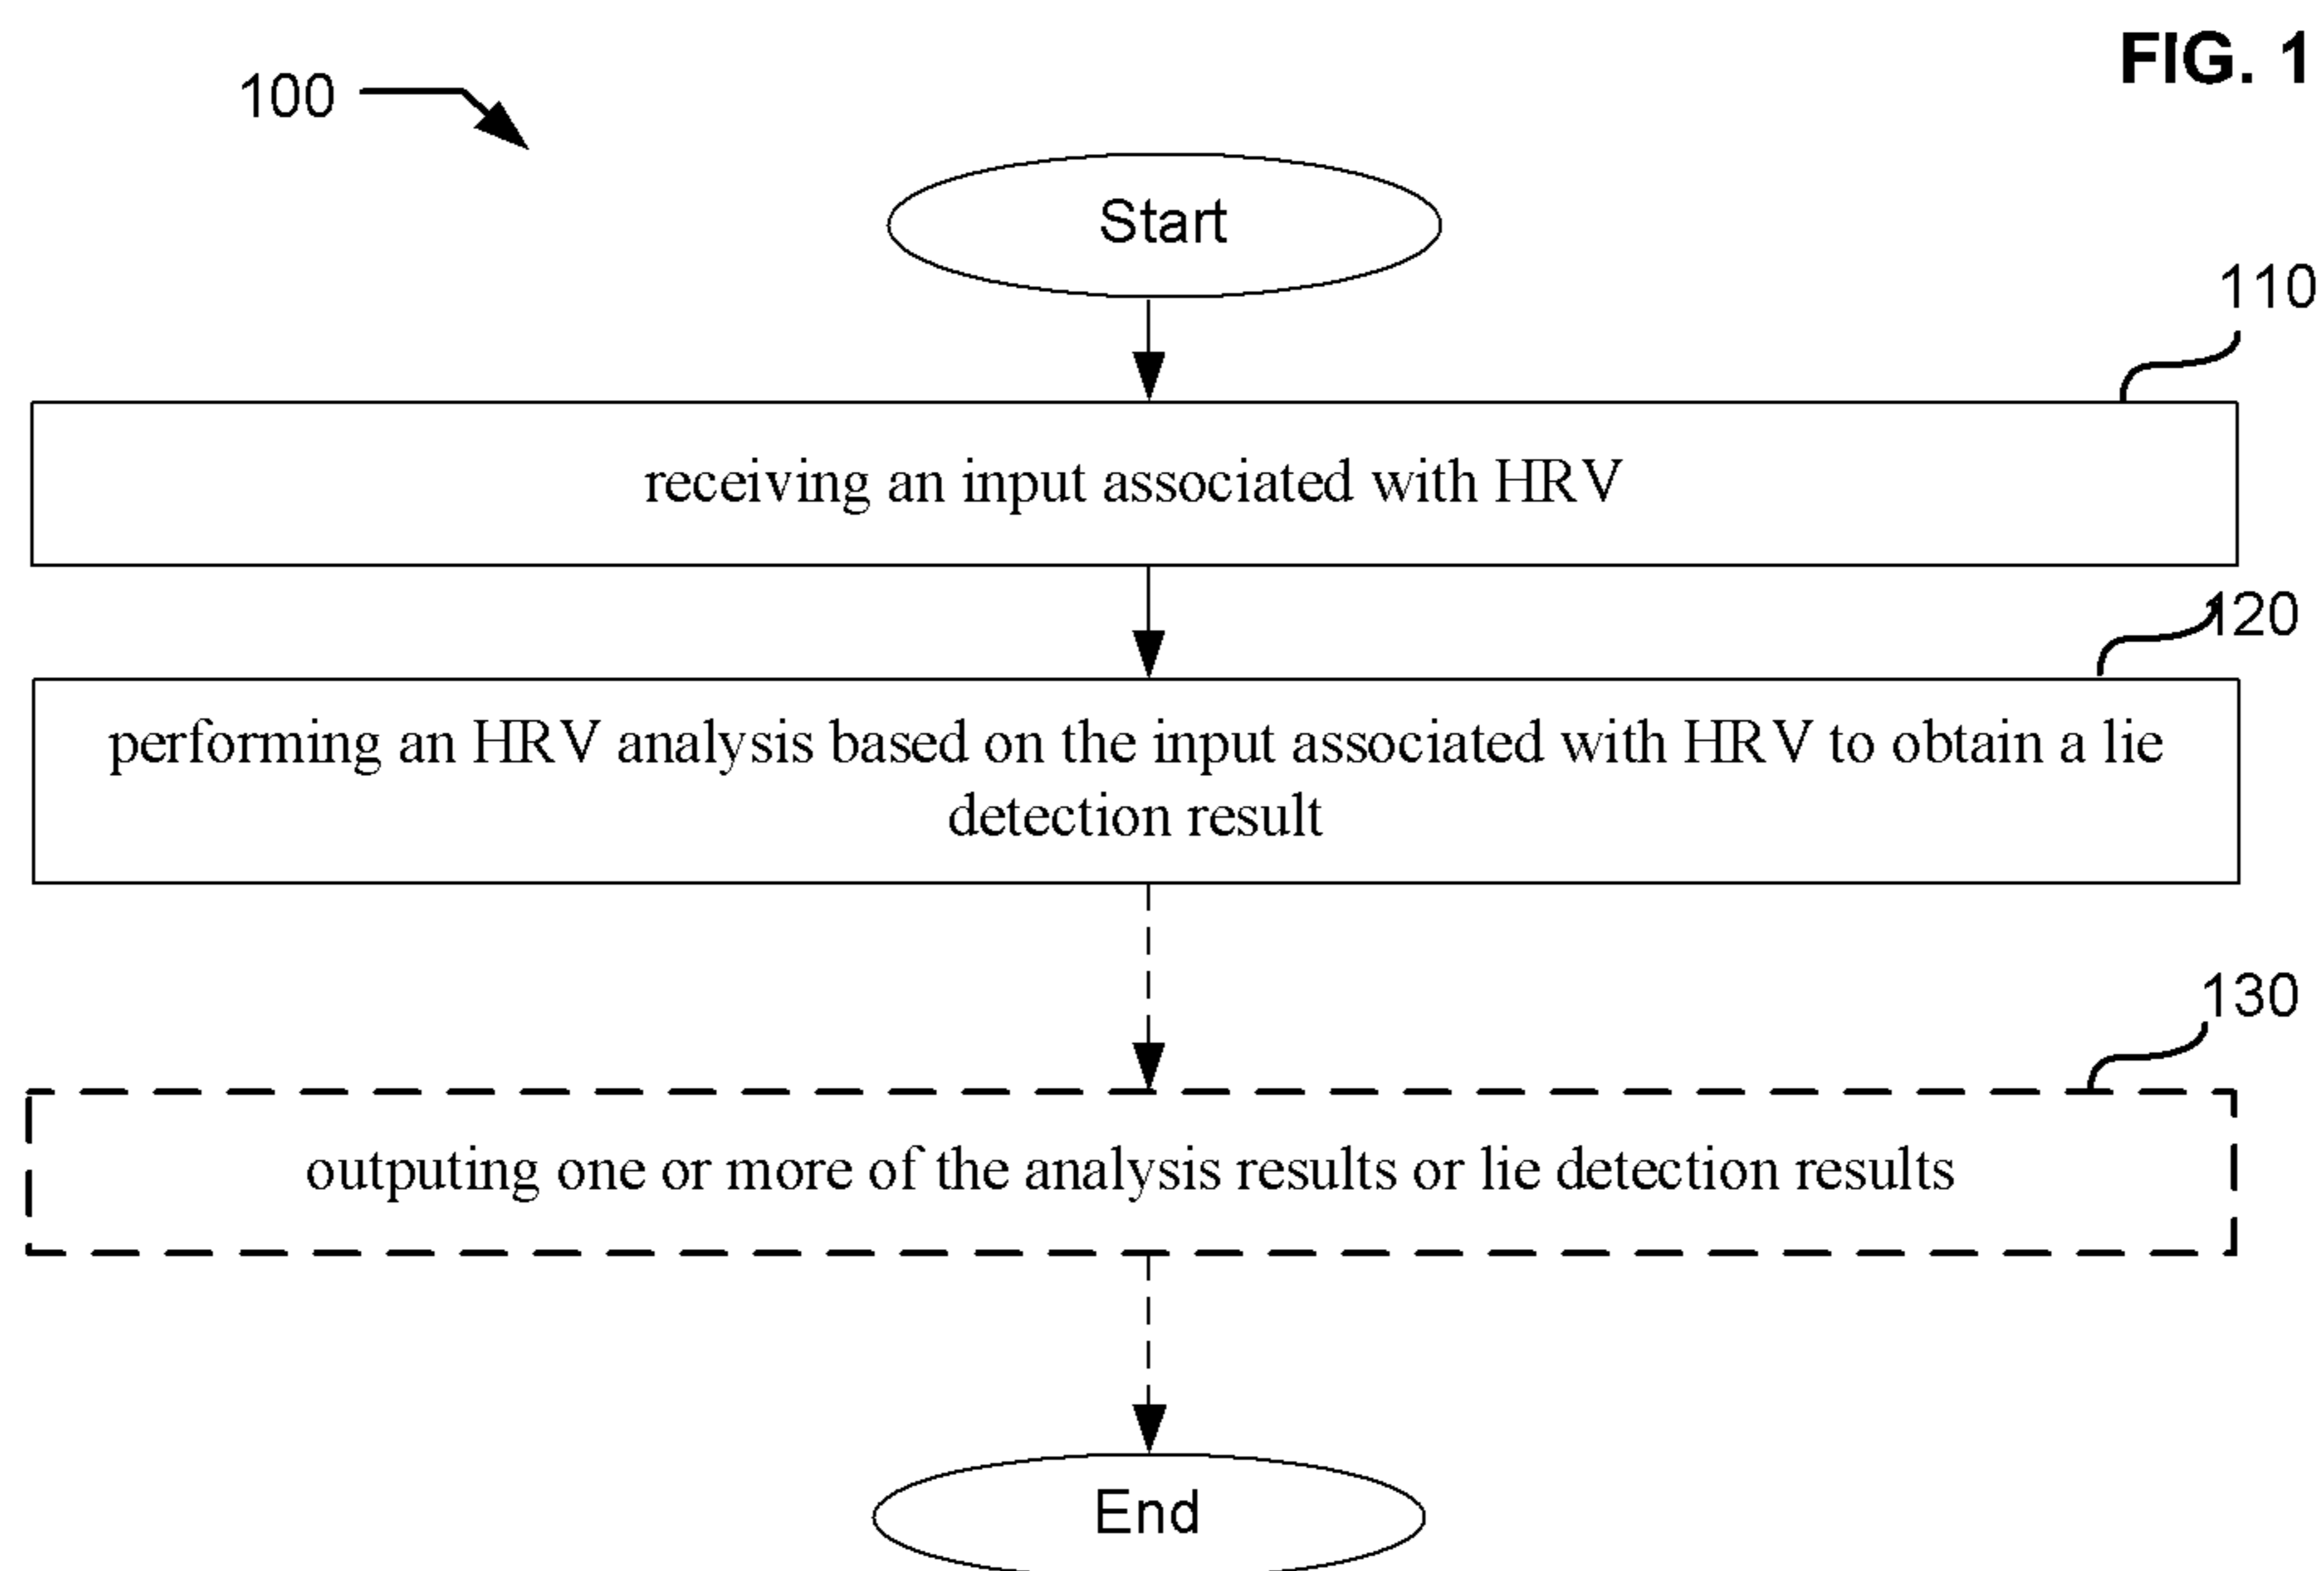 FIG. 1
100
Start
110
receiving an input associated with HRV
120
performing an HRV analysis based on the input associated with HRV to obtain a lie
detection result
130
outputing one or more of the analysis results or lie detection results
End